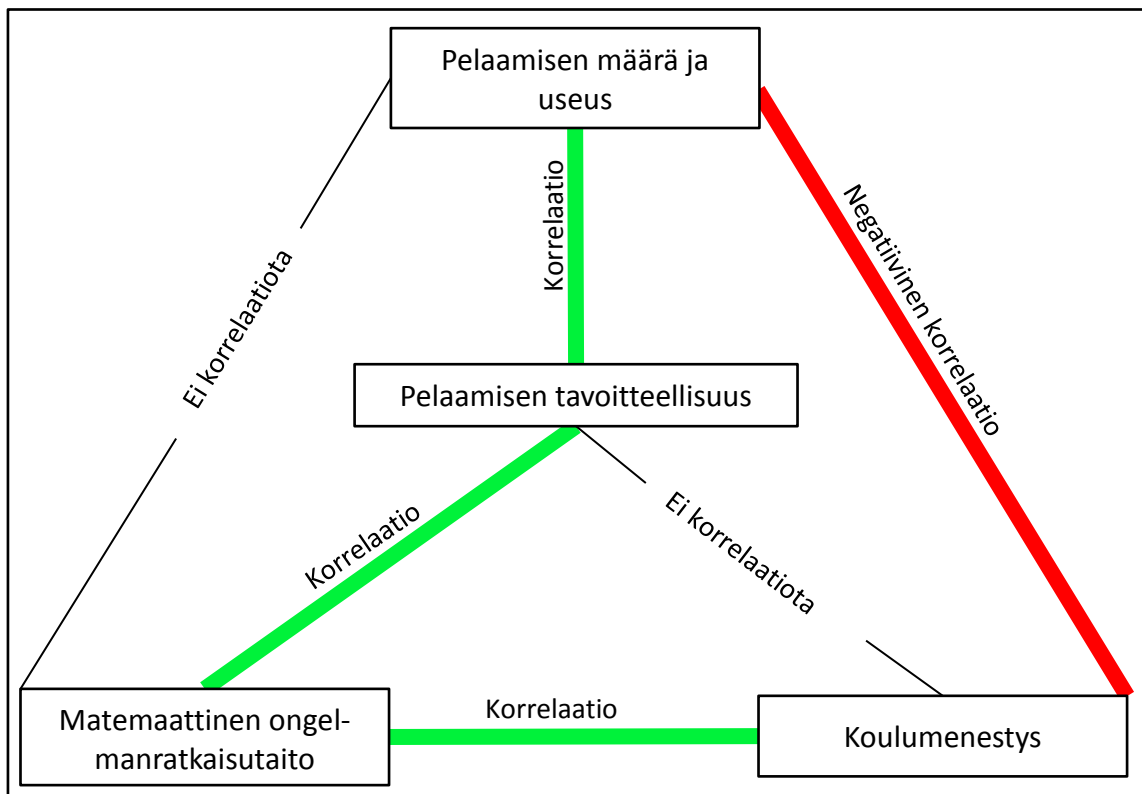 Pelaamisen määrä ja
useus
Korrelaatio
Negatiivinen korrelaatio
Ei korrelaatiota
Pelaamisen tavoitteellisuus
Korrelaatio
Ei korrelaatiota
Matemaattinen ongel-
manratkaisutaito
Korrelaatio
Koulumenestys